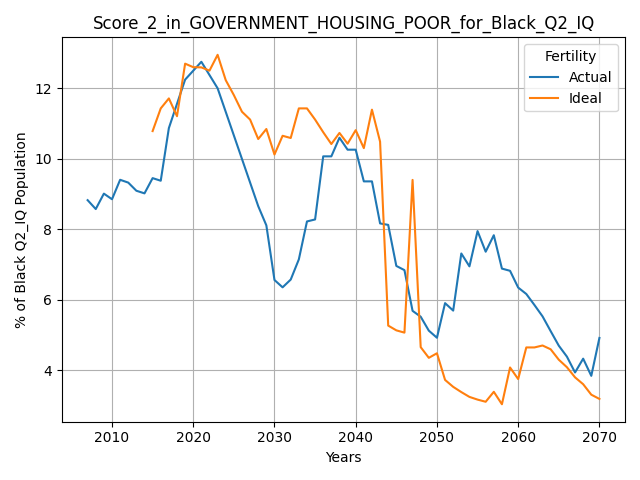 Score_2_in_GOVERNMENT_HOUSING_POOR_for_Black_Q2_IQ
Fertility
Actual
Ideal
% of Black Q2_IQ Population
12
10
8
6
4
2010 2020 2030 2040 2050 2060 2070
Years